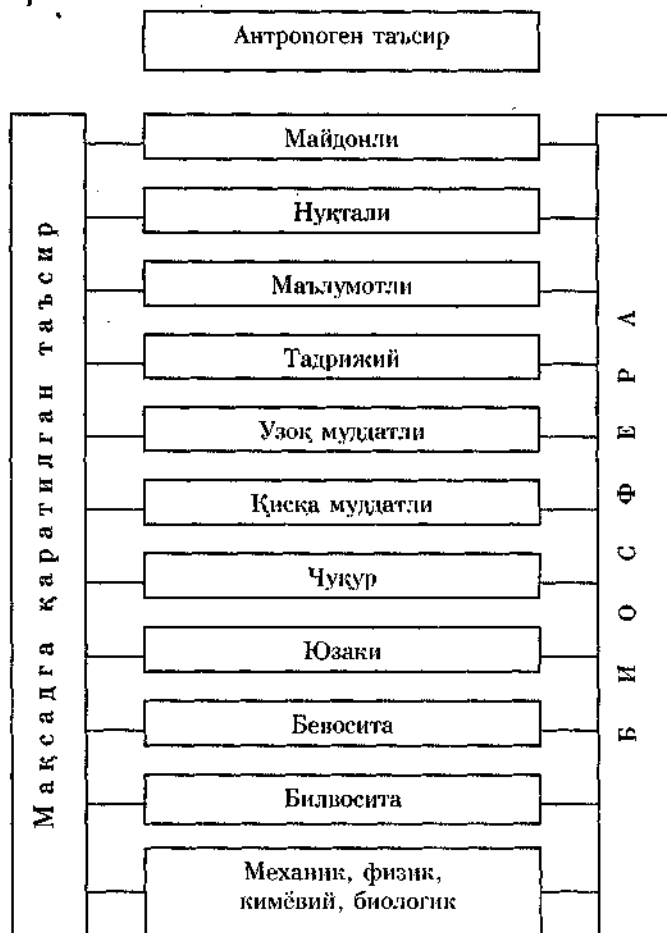 Антропоген таъсир
Мақсадга қаратилган таъсир
Майдонли
Нуқтали
Маълумотли
Тадрижий
Узоқ муддатли
Қисқа муддатли
Чуқур
Юзаки
Бевосита
Билвосита
Механик, физик,
кимёвий, биологик
БИОСФЕРА